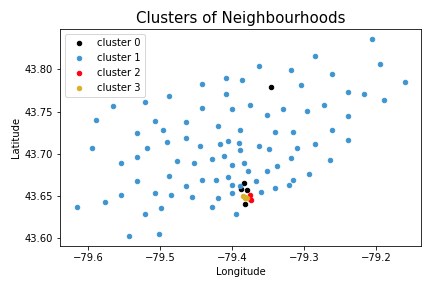 Clusters of Neighbourhoods
cluster 0
cluster 1
cluster 2
cluster 3
43.80
43.75
43.70
43.65
43.60
Latitude
−79.6
−79.5
−79.4
−79.3
−79.2
Longitude